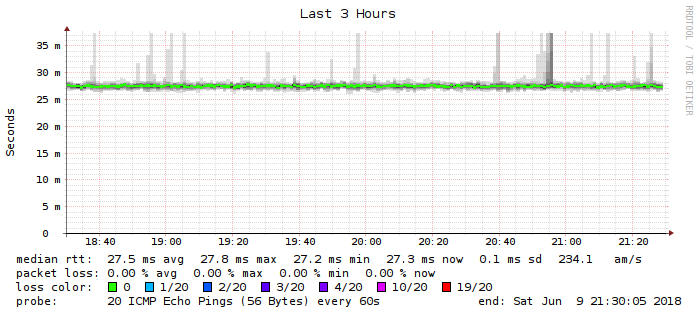 Last 3 Hours
RRDTOOL / TOBI OETIKER
Seconds
35 m
30 m
25 m
20 m
15 m
10 m
5 m
0
18:40 19:00 19:20 19:40 20:00 20:20 20:40 21:00 21:20
median rtt: 27.5 ms avg 27.8 ms max 27.2 ms min 27.3 ms now 0.1 ms sd 234.1 am/s
packet loss: 0.00 % avg 0.00 % max 0.00 % min 0.00 % now
loss color: 0 1/20 2/20 3/20 4/20 10/20 19/20
probe: 20 ICMP Echo Pings (56 Bytes) every 60s end: Sat Jun 9 21:30:05 2018